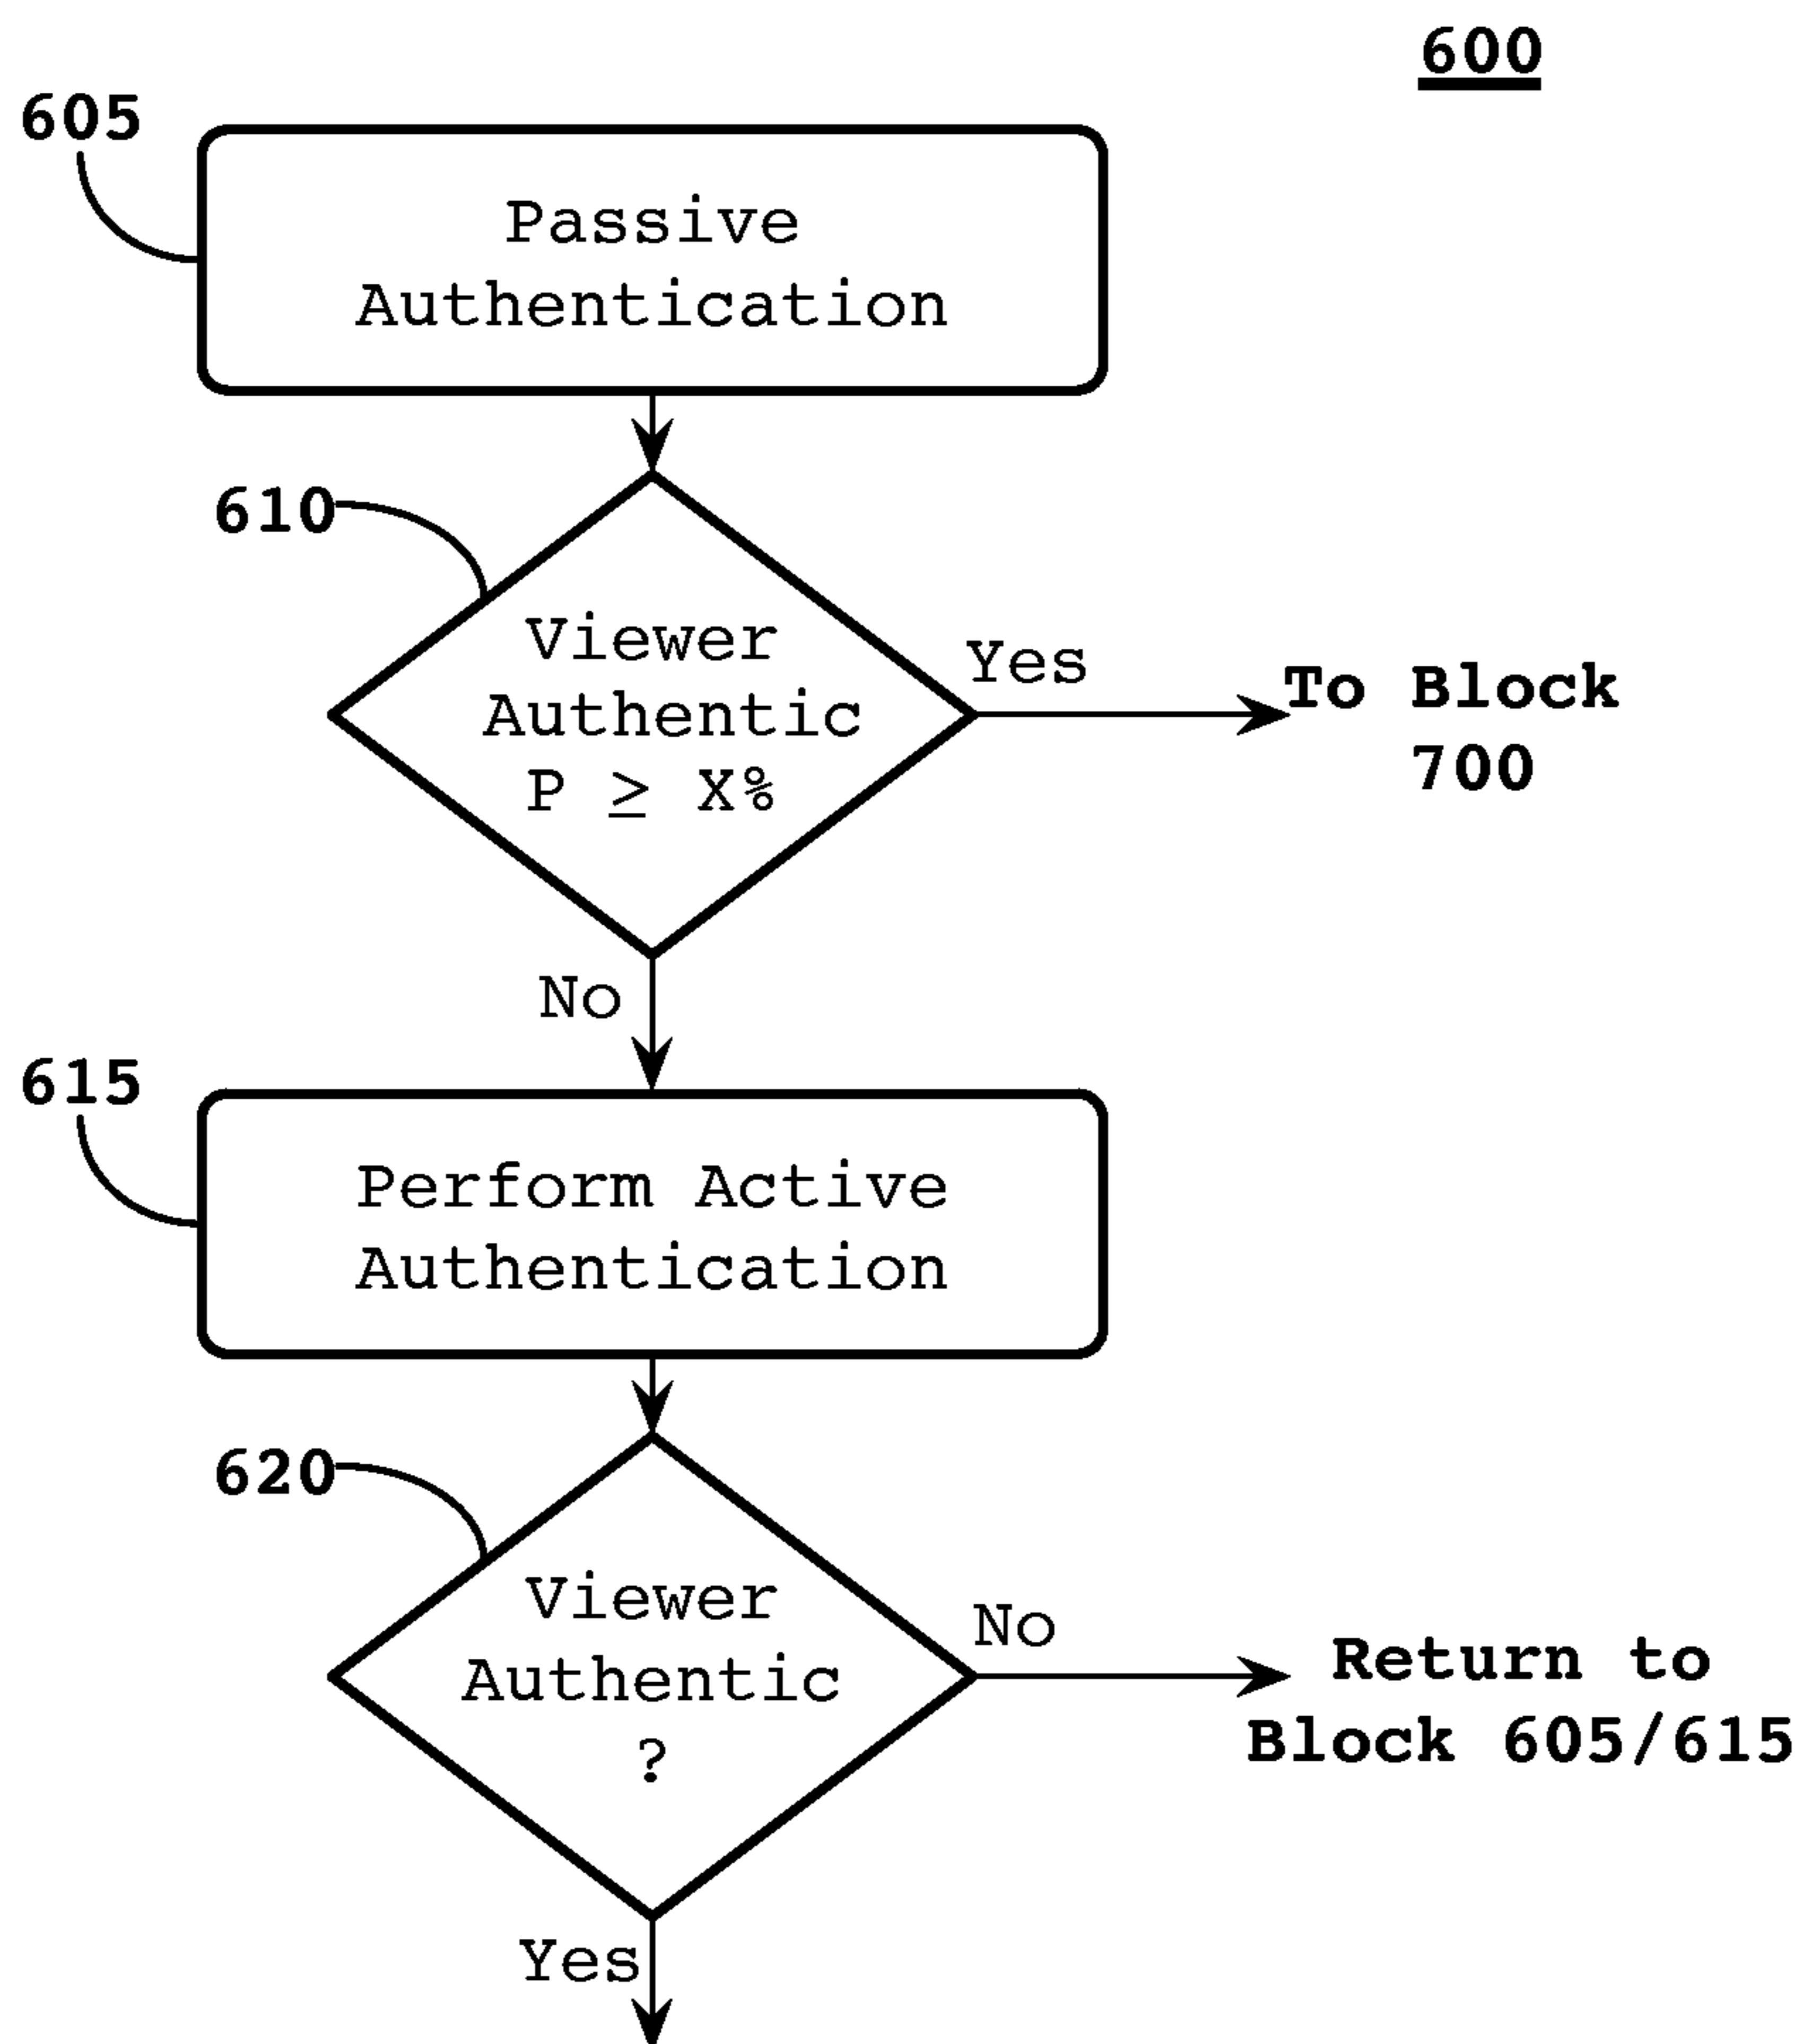 600
605
Passive
Authentication
610
Viewer
Authentic
P ≥ X%
Yes
To Block
700
No
615
Perform Active
Authentication
620
Viewer
Authentic
?
No
Return to
Block 605/615
Yes